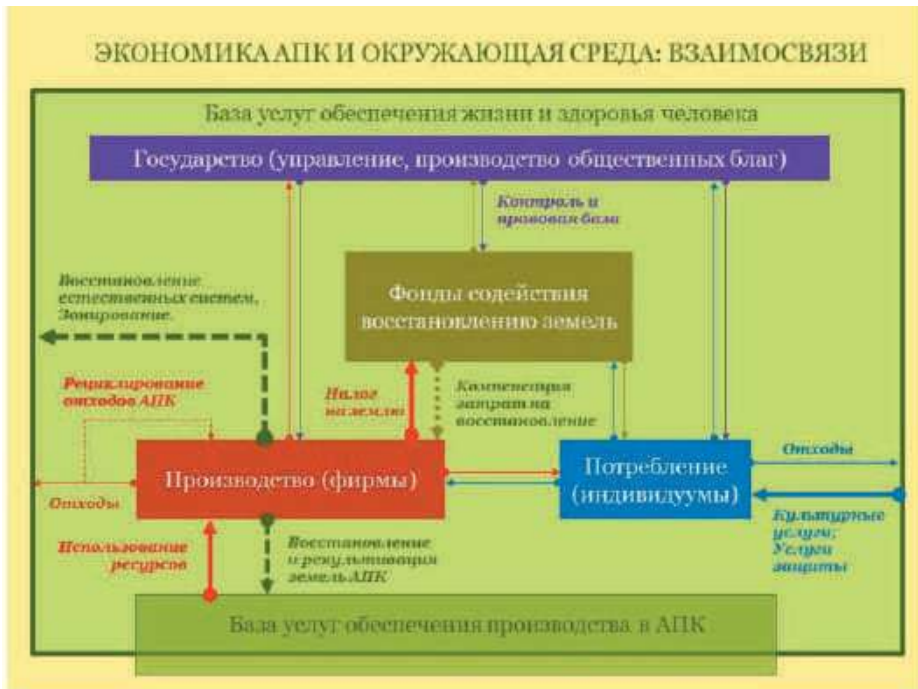 ЭКОНОМИКА АПК И ОКРУЖАЮЩАЯ СРЕДА: ВЗАИМОСВЯЗИ
База услуг обеспечения жизни и здоровья человека
Государство (управление, производство общественных благ)
Контроль и
правовая база
Восстановление
естественных систем,
Зонирование.
Фонды содействия
восстановлению земель
Рециклирование
отходов АПК
Налог
на землю
Компенсация
затрат на
восстановление
Производство (фирмы)
Потребление
(индивидуумы)
Отходы
Отходы
Культурные
услуги;
Услуги
защиты
Использование
ресурсов
Восстановление
и рекультивация
земель АПК
База услуг обеспечения производства в АПК